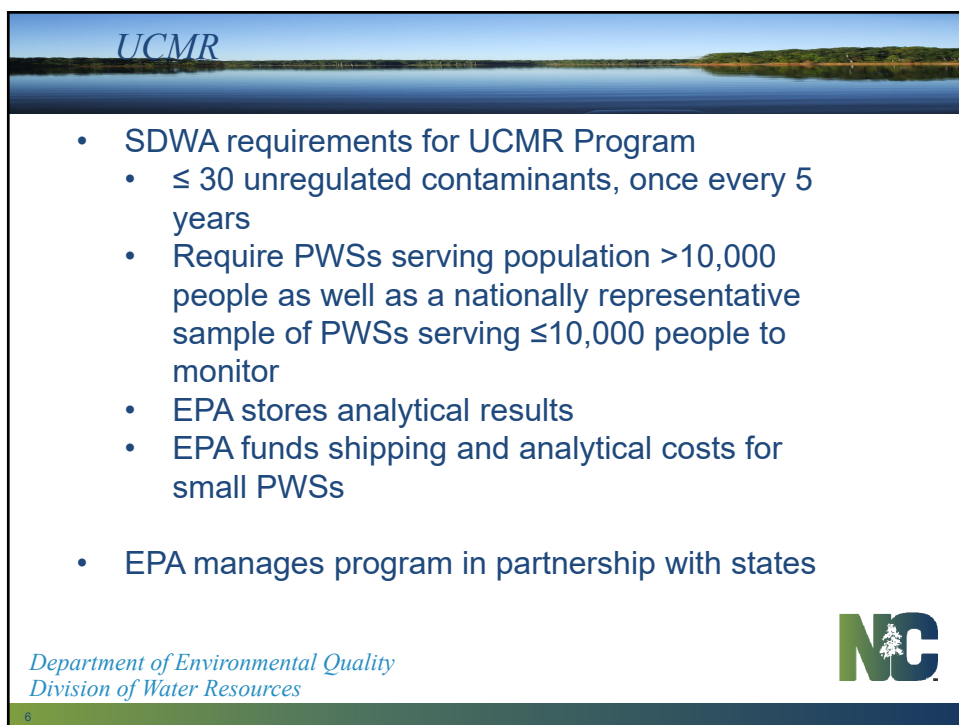 UCMR
• SDWA requirements for UCMR Program
• ≤ 30 unregulated contaminants, once every 5
years
• Require PWSs serving population >10,000
people as well as a nationally representative
sample of PWSs serving ≤10,000 people to
monitor
• EPA stores analytical results
• EPA funds shipping and analytical costs for
small PWSs
• EPA manages program in partnership with states
NC
Department of Environmental Quality
Division of Water Resources
6